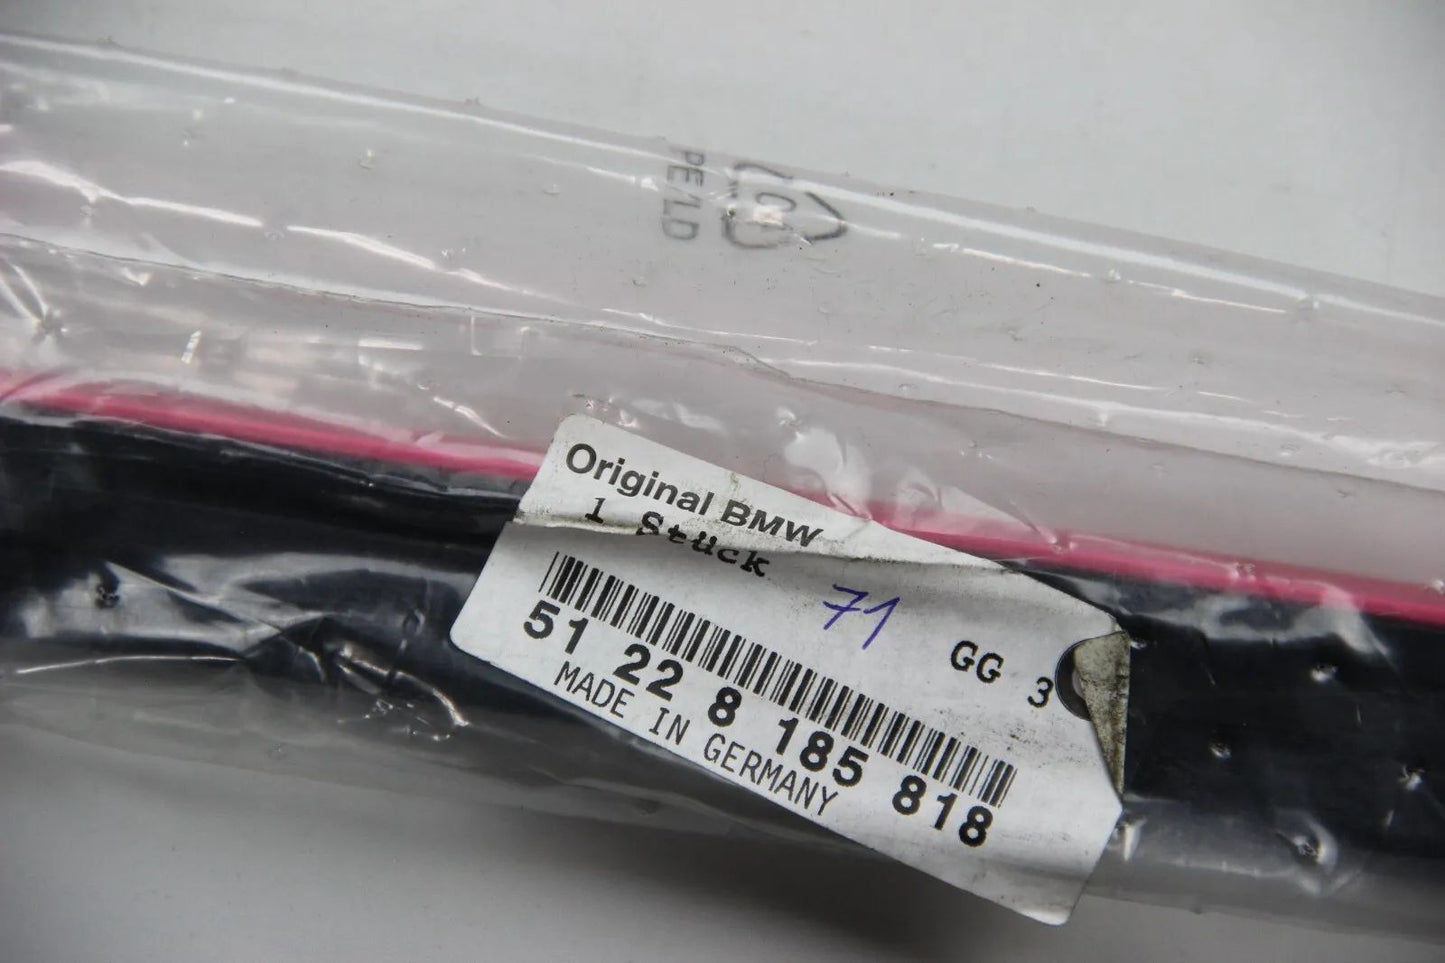 PE/LD
Original BMW
1 Stück
71
GG 3
51 22 8 185 818
MADE IN GERMANY